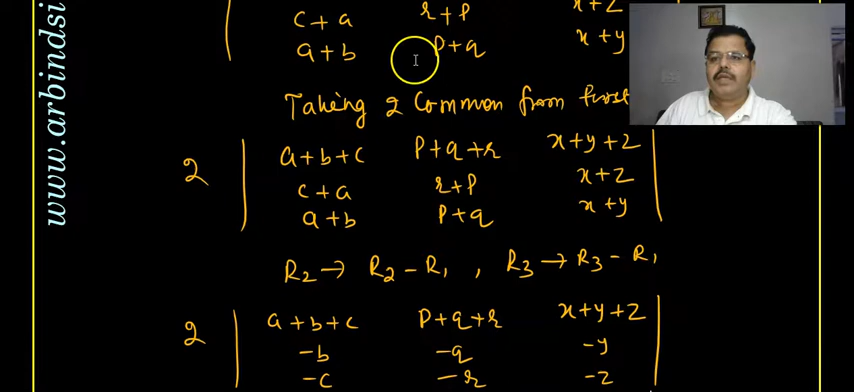 www.arbindsi
c+a r+p x+z
a+b p+q x+y
Taking 2 Common from first
2 | a+b+c p+q+r x+y+z |
c+a r+p x+z
a+b p+q x+y
R2 → R2 - R1 , R3 → R3 - R1
2 | a+b+c p+q+r x+y+z |
-b -q -y
-c -r -z